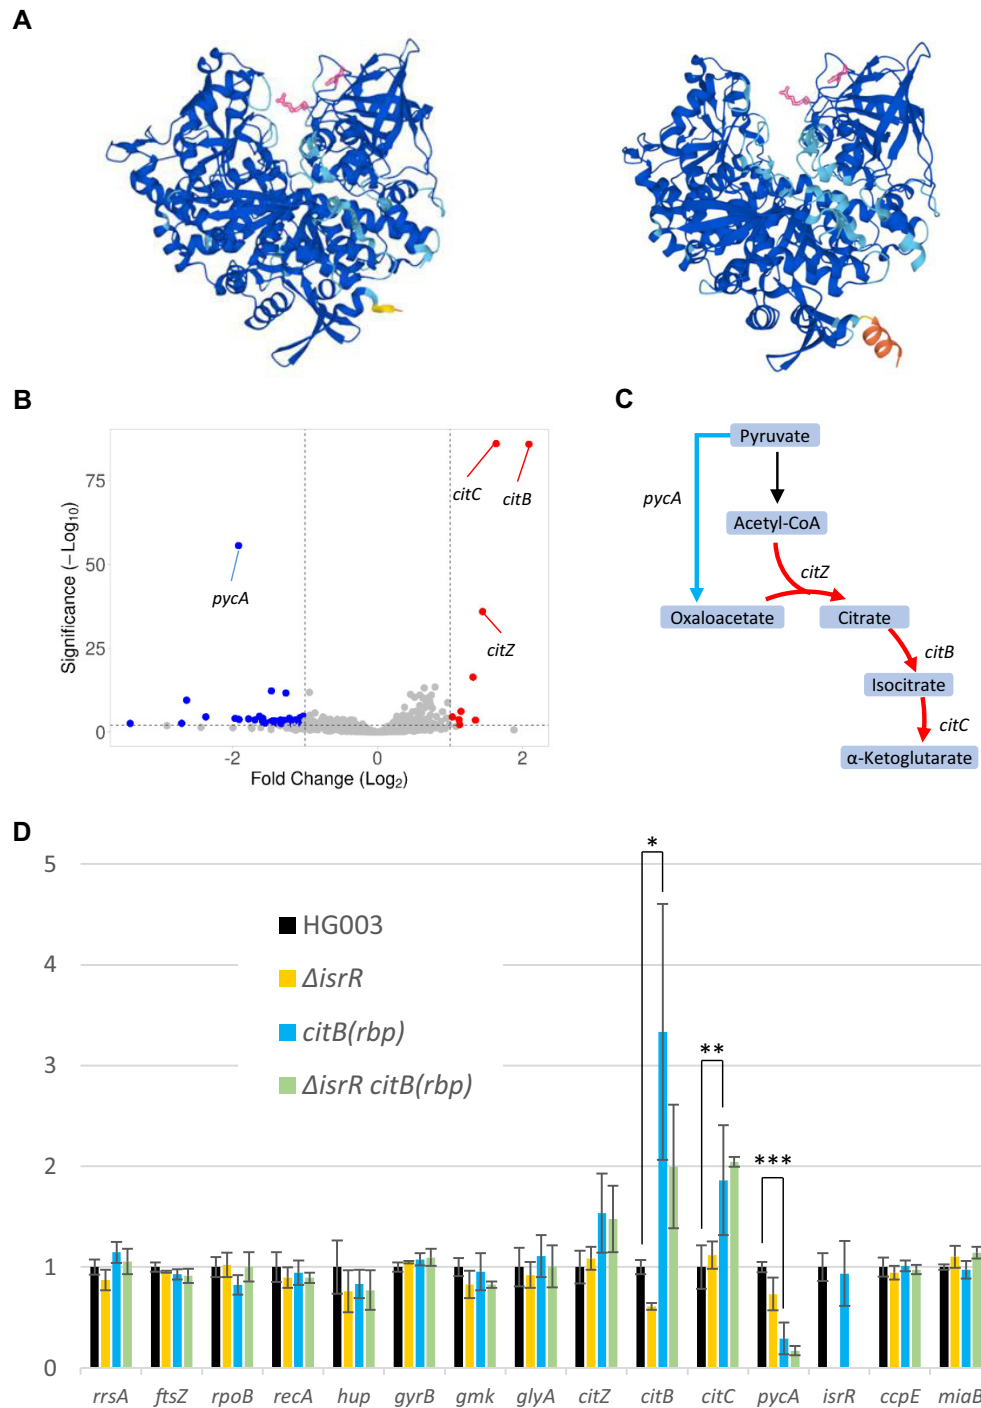 A
B
C
Significance (−Log10)
75
50
25
0
citC
citB
pycA
citZ
-2
0
2
Fold Change (Log2)
Pyruvate
pycA
Acetyl-CoA
citZ
Oxaloacetate
Citrate
citB
Isocitrate
citC
α-Ketoglutarate
D
5
4
3
2
1
0
HG003
ΔisrR
citB(rbp)
ΔisrR citB(rbp)
*
**
***
rrsA ftsZ rpoB recA hup gyrB gmk glyA citZ citB citC pycA isrR ccpE miaB